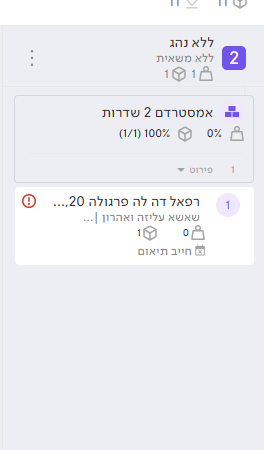 ללא נהג
2
ללא משאית
1 1
אמסטרדם 2 שדרות
0% 100% (1/1)
1 פירוט
רפאל דה לה פרגולה 20,...
1
שאשא עליזה ואהרון |...
0 1
חייב תיאום